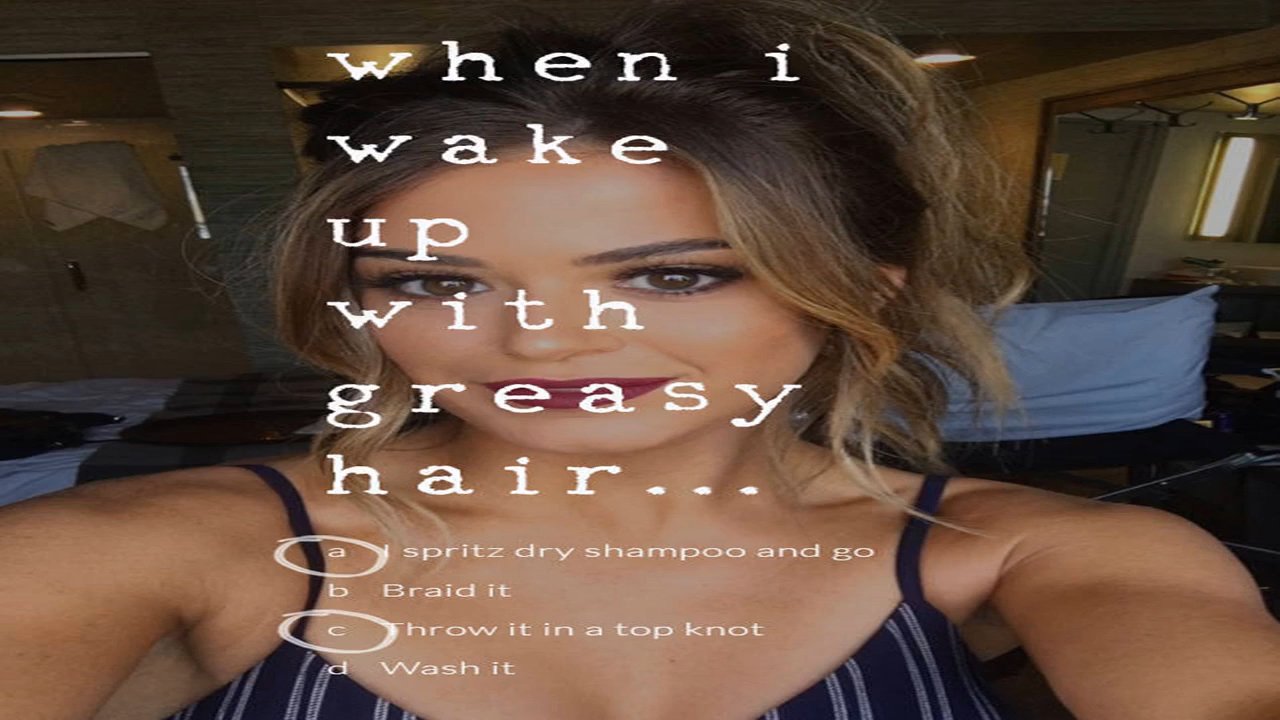 when i
wake
up
with
greasy
hair...
a I spritz dry shampoo and go
b Braid it
c Throw it in a top knot
d Wash it